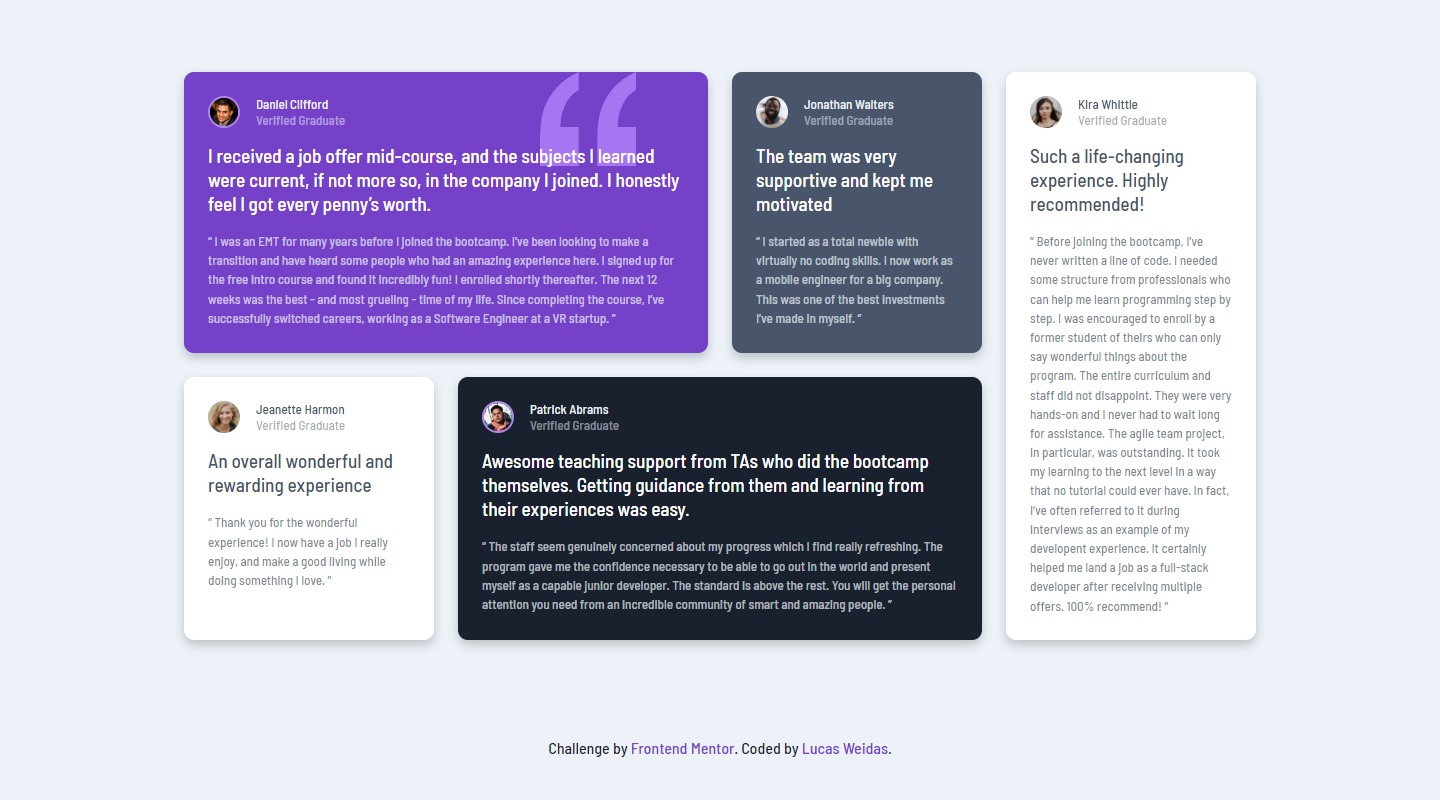 Daniel Clifford
Verified Graduate
I received a job offer mid-course, and the subjects I learned
were current, if not more so, in the company I joined. I honestly
feel I got every penny’s worth.
“ I was an EMT for many years before I joined the bootcamp. I’ve been looking to make a
transition and have heard some people who had an amazing experience here. I signed up for
the free intro course and found it incredibly fun! I enrolled shortly thereafter. The next 12
weeks was the best - and most grueling - time of my life. Since completing the course, I’ve
successfully switched careers, working as a Software Engineer at a VR startup. ”
Jonathan Walters
Verified Graduate
The team was very
supportive and kept me
motivated
“ I started as a total newbie with
virtually no coding skills. I now work as
a mobile engineer for a big company.
This was one of the best investments
I’ve made in myself. ”
Kira Whittle
Verified Graduate
Such a life-changing
experience. Highly
recommended!
“ Before joining the bootcamp, I’ve
never written a line of code. I needed
some structure from professionals who
can help me learn programming step by
step. I was encouraged to enroll by a
former student of theirs who can only
say wonderful things about the
program. The entire curriculum and
staff did not disappoint. They were very
hands-on and I never had to wait long
for assistance. The agile team project,
in particular, was outstanding. It took
my learning to the next level in a way
that no tutorial could ever have. In fact,
I’ve often referred to it during
interviews as an example of my
developent experience. It certainly
helped me land a job as a full-stack
developer after receiving multiple
offers. 100% recommend! ”
Jeanette Harmon
Verified Graduate
An overall wonderful and
rewarding experience
“ Thank you for the wonderful
experience! I now have a job I really
enjoy, and make a good living while
doing something I love. ”
Patrick Abrams
Verified Graduate
Awesome teaching support from TAs who did the bootcamp
themselves. Getting guidance from them and learning from
their experiences was easy.
“ The staff seem genuinely concerned about my progress which I find really refreshing. The
program gave me the confidence necessary to be able to go out in the world and present
myself as a capable junior developer. The standard is above the rest. You will get the personal
attention you need from an incredible community of smart and amazing people. ”
Challenge by Frontend Mentor. Coded by Lucas Weidas.